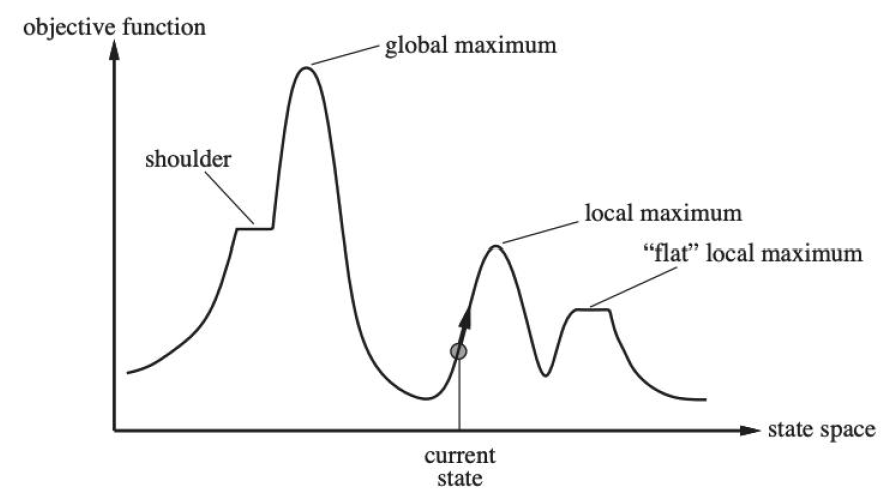 objective function
global maximum
shoulder
local maximum
“flat” local maximum
state space
current
state